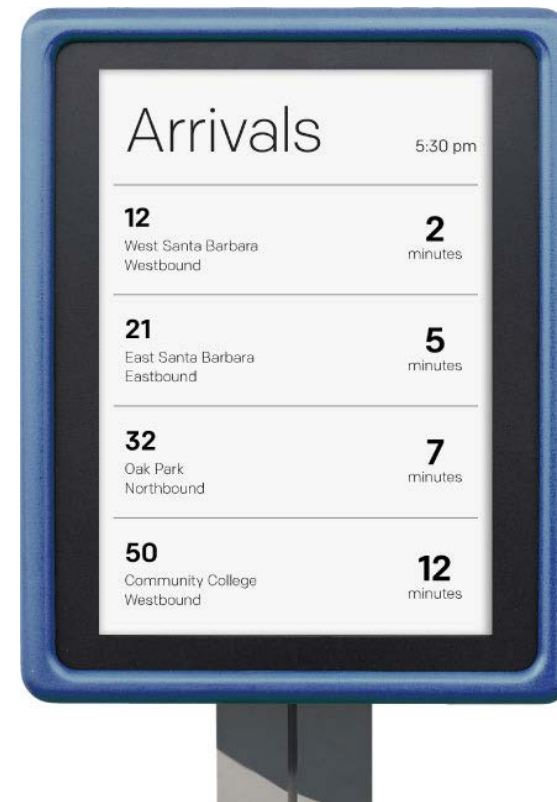 Arrivals
5:30 pm
12
West Santa Barbara
Westbound
2
minutes
21
East Santa Barbara
Eastbound
5
minutes
32
Oak Park
Northbound
7
minutes
50
Community College
Westbound
12
minutes